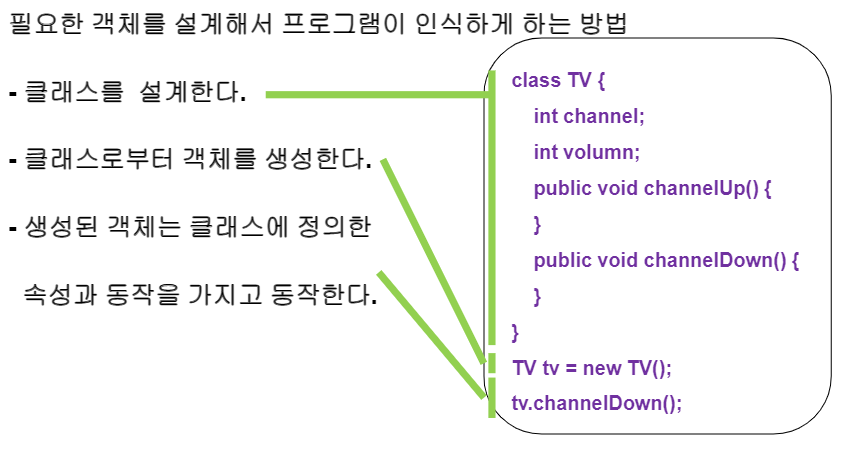 필요한 객체를 설계해서 프로그램이 인식하게 하는 방법
- 클래스를 설계한다.
- 클래스로부터 객체를 생성한다.
- 생성된 객체는 클래스에 정의한
속성과 동작을 가지고 동작한다.
class TV {
int channel;
int volumn;
public void channelUp() {
}
public void channelDown() {
}
}
TV tv = new TV();
tv.channelDown();